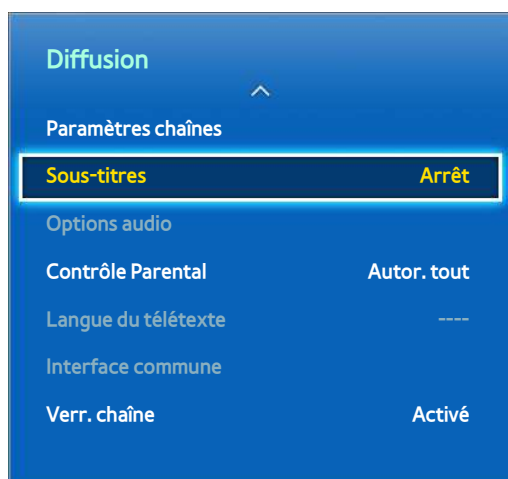 Diffusion
Paramètres chaînes
Sous-titres Arrêt
Options audio
Contrôle Parental Autor. tout
Langue du télétexte ----
Interface commune
Verr. chaîne Activé